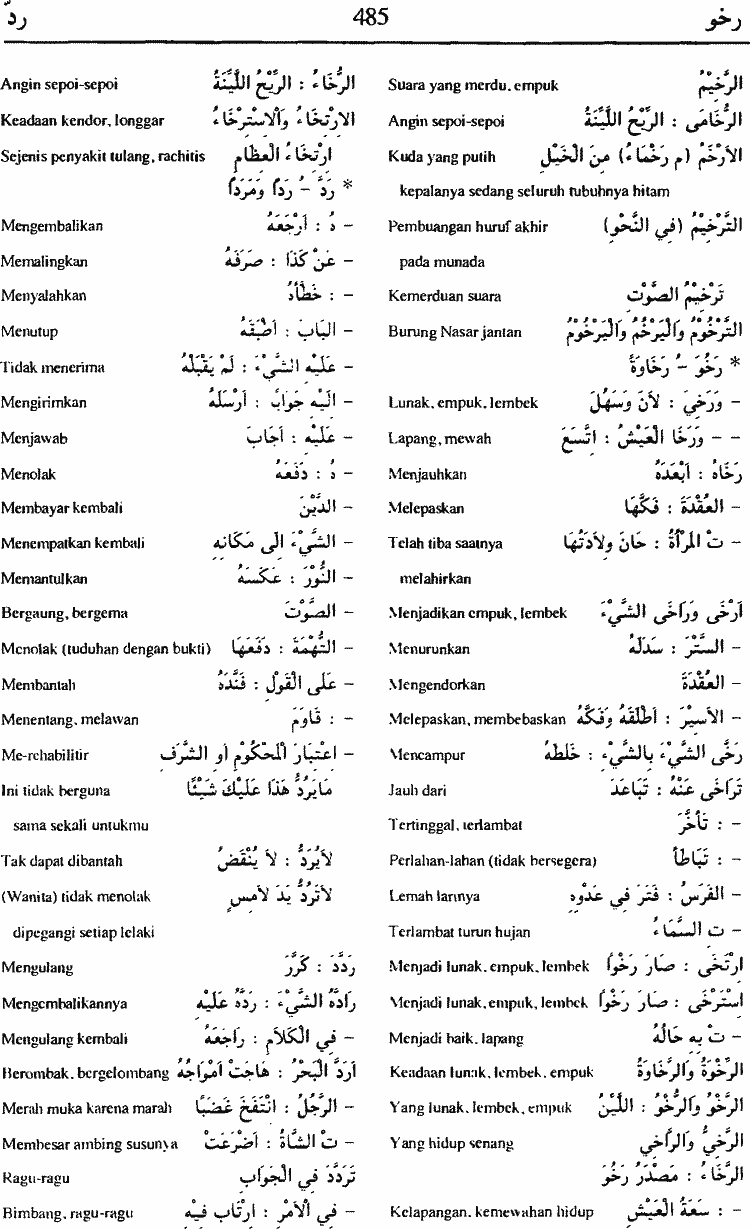 رخو 485 ردّ
الرَّخِيْمُ Suara yang merdu, empuk
الرُّخَامَى : الرِّيْحُ اللَّيِّنَةُ Angin sepoi-sepoi
الأَرْخَمُ (م رَخْمَاءُ) مِنَ الْخَيْلِ Kuda yang putih
kepalanya sedang seluruh tubuhnya hitam
التَّرْخِيْمُ (فِي النَّحْوِ) Pembuangan huruf akhir
pada munada
تَرْخِيْمُ الصَّوْتِ Kemerduan suara
التَّرْخُوْمُ وَالْيَرْخُمُ وَالْيَرْخُوْمُ Burung Nasar jantan
* رَخُوَ - رَخَاوَةً
- وَرَخِيَ : لاَنَ وَسَهُلَ Lunak, empuk, lembek
- - وَرَخَا الْعَيْشُ : اتَّسَعَ Lapang, mewah
رَخَاهُ : أَبْعَدَهُ Menjauhkan
- العُقْدَةَ : فَكَّهَا Melepaskan
- تْ المَرْأَةُ : حَانَ وِلاَدَتُهَا Telah tiba saatnya
melahirkan
أَرْخَى وَرَاخَى الشَّيْءَ Menjadikan empuk, lembek
- السِّتْرَ : سَدَلَهُ Menurunkan
- العُقْدَةَ Mengendorkan
- الأَسِيْرَ : أَطْلَقَهُ وَفَكَّهُ Melepaskan, membebaskan
رَخَّى الشَّيْءَ بِالشَّيْءِ : خَلَطَهُ Mencampur
تَرَاخَى عَنْهُ : تَبَاعَدَ Jauh dari
- : تَأَخَّرَ Tertinggal, terlambat
- : تَبَاطَأَ Perlahan-lahan (tidak bersegera)
- الفَرَسُ : فَتَرَ فِي عَدْوِهِ Lemah larinya
- ت السَّمَاءُ Terlambat turun hujan
ارْتَخَى : صَارَ رَخْوًا Menjadi lunak, empuk, lembek
اسْتَرْخَى : صَارَ رَخْوًا Menjadi lunak, empuk, lembek
- تْ بِهِ حَالُهُ Menjadi baik, lapang
الرَّخْوَةُ وَالرَّخَاوَةُ Keadaan lunak, lembek, empuk
الرَّخْوُ وَالرِّخْوُ : اللَّيِّنُ Yang lunak, lembek, empuk
الرَّخِيُّ وَالرَّاخِي Yang hidup senang
الرَّخَاءُ : مَصْدَرُ رَخُوَ
- : سَعَةُ الْعَيْشِ Kelapangan, kemewahan hidup
الرُّخَاءُ : الرِّيْحُ اللَّيِّنَةُ Angin sepoi-sepoi
الارْتِخَاءُ وَالاسْتِرْخَاءُ Keadaan kendor, longgar
ارْتِخَاءُ الْعِظَامِ Sejenis penyakit tulang, rachitis
* رَدَّ - رَدًّا وَمَرَدًّا
- هُ : أَرْجَعَهُ Mengembalikan
- عَنْ كَذَا : صَرَفَهُ Memalingkan
- : خَطَّأَهُ Menyalahkan
- البَابَ : أَطْبَقَهُ Menutup
- عَلَيْهِ الشَّيْءَ : لَمْ يَقْبَلْهُ Tidak menerima
- الَيْهِ جَوَابًا : أَرْسَلَهُ Mengirimkan
- عَلَيْهِ : أَجَابَ Menjawab
- هُ : دَفَعَهُ Menolak
- الدَّيْنَ Membayar kembali
- الشَّيْءَ الَى مَكَانِهِ Menempatkan kembali
- النُّوْرَ : عَكَسَهُ Memantulkan
- الصَّوْتَ Bergaung, bergema
- التُّهْمَةَ : دَفَعَهَا Menolak (tuduhan dengan bukti)
- عَلَى الْقَوْلِ : فَنَّدَهُ Membantah
- : قَاوَمَ Menentang, melawan
- اعْتِبَارَ الْمَحْكُوْمِ أَوِ الشَّرَفِ Me-rehabilitir
مَايَرُدُّ هَذَا عَلَيْكَ شَيْئًا Ini tidak berguna
sama sekali untukmu
لاَيُرَدُّ : لاَ يُنْقَضُ Tak dapat dibantah
لاَتَرُدُّ يَدَ لاَمِسٍ (Wanita) tidak menolak
dipegangi setiap lelaki
رَدَّدَ : كَرَّرَ Mengulang
رَادَّهُ الشَّيْءَ : رَدَّهُ عَلَيْهِ Mengembalikannya
- فِي الْكَلاَمِ : رَاجَعَهُ Mengulang kembali
أَرَدَّ الْبَحْرُ : هَاجَتْ أَمْوَاجُهُ Berombak, bergelombang
- الرَّجُلُ : انْتَفَخَ غَضَبًا Merah muka karena marah
- تْ الشَّاةُ : أَضْرَعَتْ Membesar ambing susunya
تَرَدَّدَ فِي الْجَوَابِ Ragu-ragu
- فِي الْأَمْرِ : ارْتَابَ فِيْهِ Bimbang, ragu-ragu